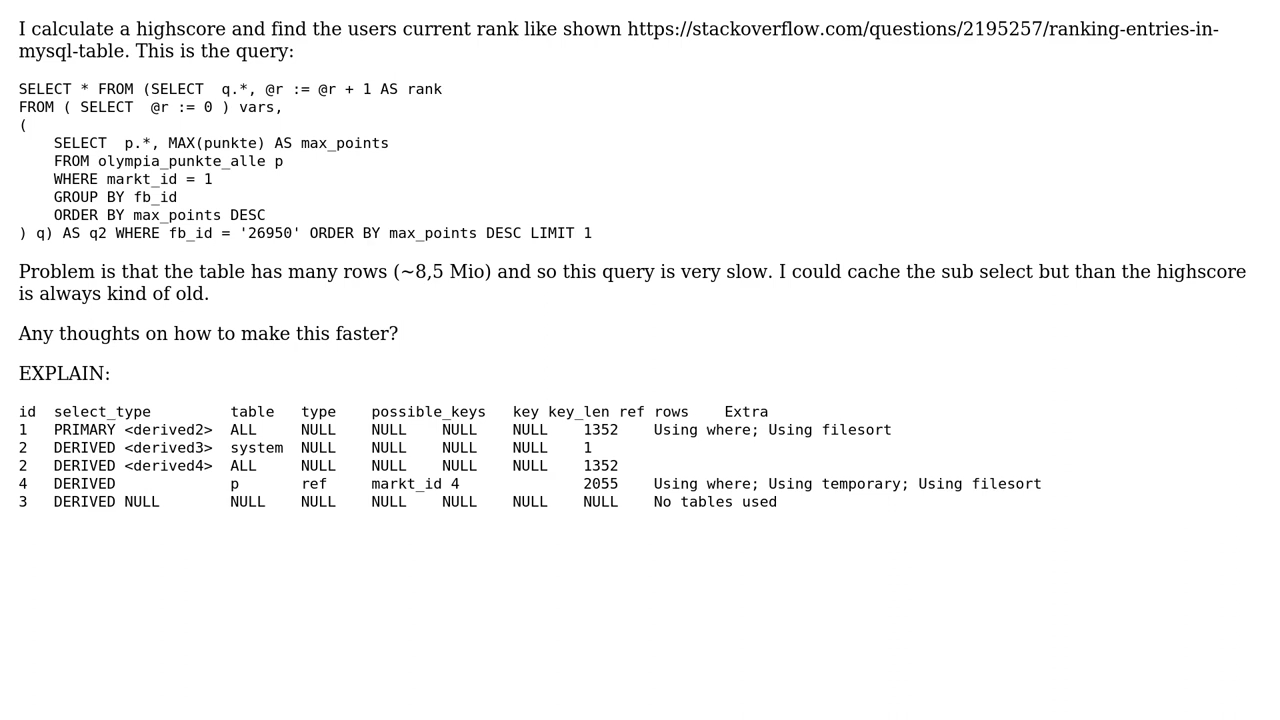 I calculate a highscore and find the users current rank like shown https://stackoverflow.com/questions/2195257/ranking-entries-in-
mysql-table. This is the query:
SELECT * FROM (SELECT  q.*, @r := @r + 1 AS rank
FROM ( SELECT  @r := 0 ) vars,
(
    SELECT  p.*, MAX(punkte) AS max_points
    FROM olympia_punkte_alle p
    WHERE markt_id = 1
    GROUP BY fb_id
    ORDER BY max_points DESC
) q) AS q2 WHERE fb_id = '26950' ORDER BY max_points DESC LIMIT 1
Problem is that the table has many rows (~8,5 Mio) and so this query is very slow. I could cache the sub select but than the highscore
is always kind of old.
Any thoughts on how to make this faster?
EXPLAIN:
id  select_type         table   type    possible_keys   key key_len ref rows    Extra
1   PRIMARY <derived2>  ALL     NULL    NULL    NULL    NULL    1352    Using where; Using filesort
2   DERIVED <derived3>  system  NULL    NULL    NULL    NULL    1
2   DERIVED <derived4>  ALL     NULL    NULL    NULL    NULL    1352
4   DERIVED             p       ref     markt_id 4              2055    Using where; Using temporary; Using filesort
3   DERIVED NULL        NULL    NULL    NULL    NULL    NULL    NULL    No tables used